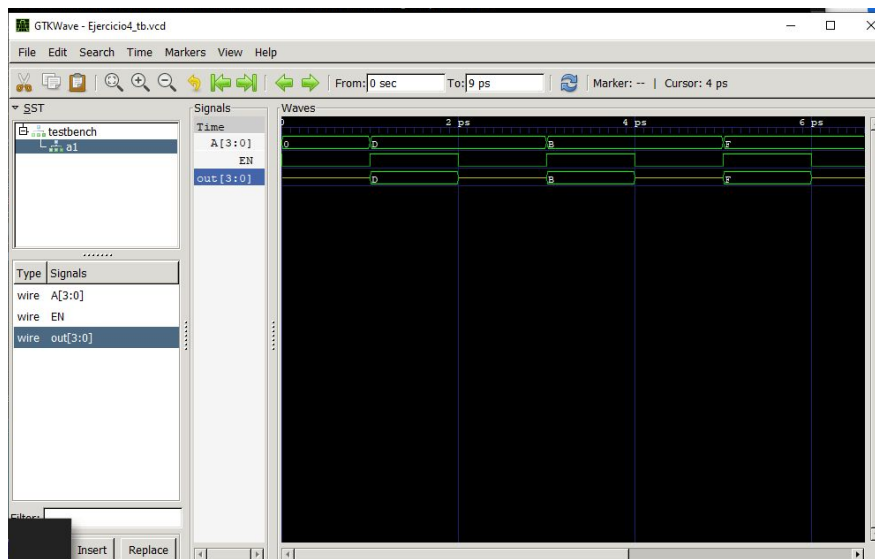 GTKWave - Ejercicio4_tb.vcd
File Edit Search Time Markers View Help
From: 0 sec To: 9 ps Marker: -- | Cursor: 4 ps
SST
testbench
a1
Type Signals
wire A[3:0]
wire EN
wire out[3:0]
Insert Replace
Signals
Time
A[3:0]
EN
out[3:0]
Waves
2 ps 4 ps 6 ps
0 D B F
D B F